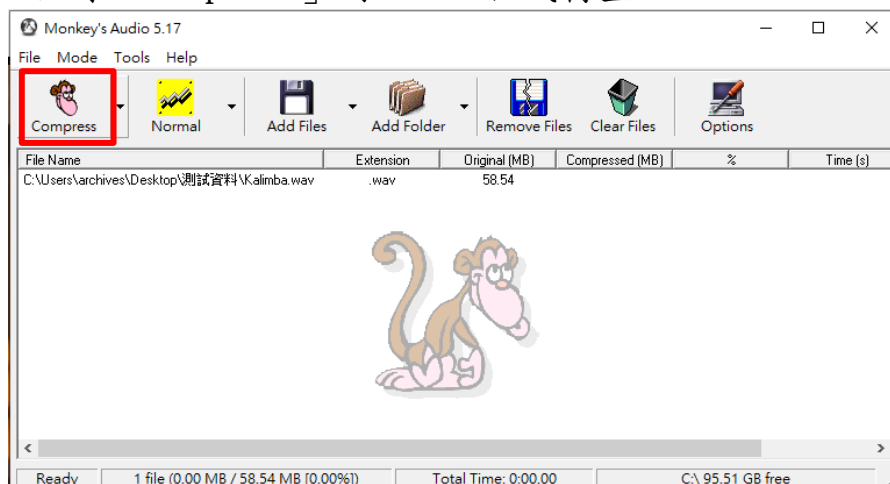 Monkey's Audio 5.17
File Mode Tools Help
Compress Normal Add Files Add Folder Remove Files Clear Files Options
File Name Extension Original (MB) Compressed (MB) % Time (s)
C:\Users\archives\Desktop\測試資料\Kalimba.wav .wav 58.54
Ready 1 file (0.00 MB / 58.54 MB [0.00%]) Total Time: 0:00.00 C:\ 95.51 GB free